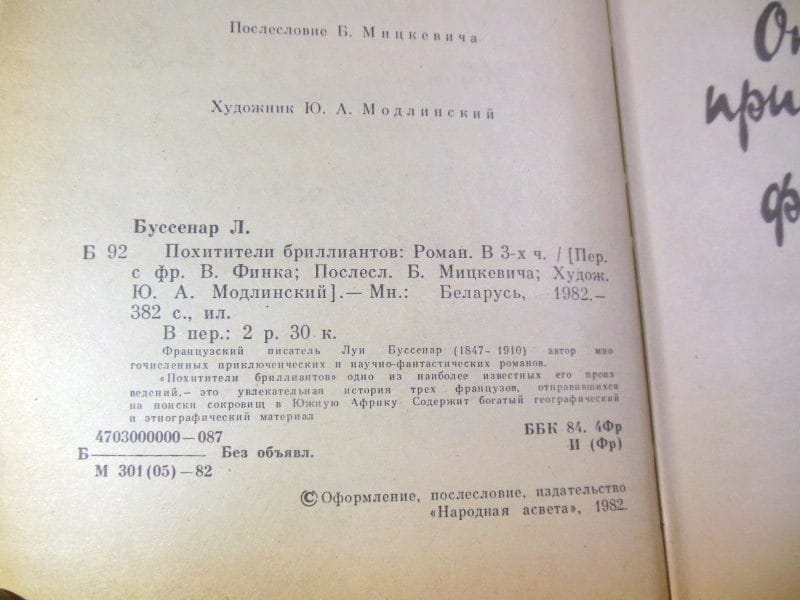 Послесловие Б. Мицкевича
Художник Ю. А. Модлинский
Буссенар Л.
Б 92 Похитители бриллиантов: Роман. В 3-х ч. / [Пер.
с фр. В. Финка; Послесл. Б. Мицкевича; Худож.
Ю. А. Модлинский].— Мн.: Беларусь, 1982.—
382 с., ил.
В пер.: 2 р. 30 к.
Французский писатель Луи Буссенар (1847- 1910) автор мно
гочисленных приключенческих и научно-фантастических романов.
«Похитители бриллиантов» одно из наиболее известных его произ
ведений,— это увлекательная история трех французов, отправившихся
на поиски сокровищ в Южную Африку Содержит богатый географический
и этнографический материал
4703000000—087
Б Без объявл.
М 301(05)—82
ББК 84. 4Фр
И (Фр)
© Оформление, послесловие, издательство
«Народная асвета», 1982.
при